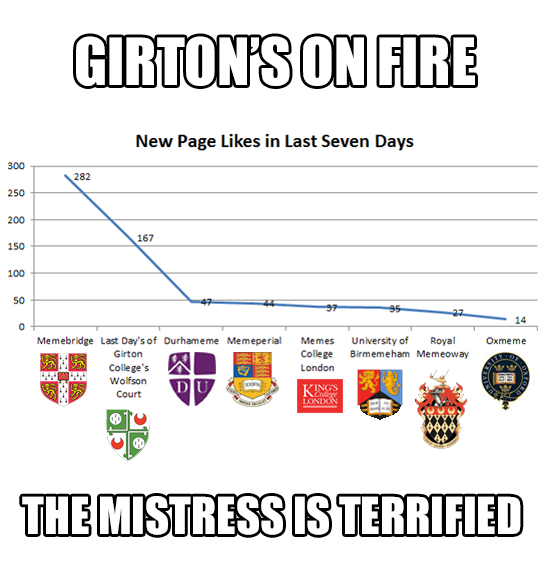 GIRTON'S ON FIRE
New Page Likes in Last Seven Days
300
250
200
150
100
50
0
282
167
47
44
37
35
27
14
Memebridge
Last Day's of
Girton
College's
Wolfson
Court
Durhameme
Memeperial
Memes
College
London
University of
Birmemeham
Royal
Memeoway
Oxmeme
D U
KING'S
College
LONDON
THE MISTRESS IS TERRIFIED